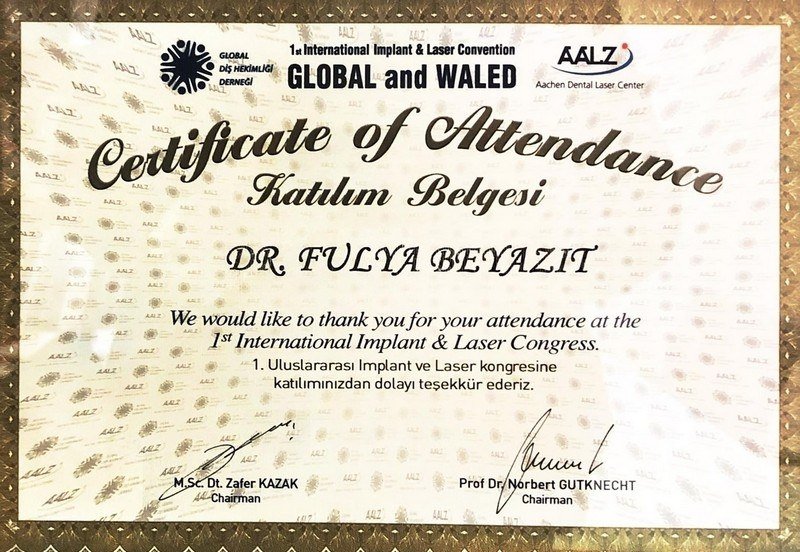 GLOBAL
DİŞ HEKİMLİĞİ
DERNEĞİ
1st International Implant & Laser Convention
GLOBAL and WALED
AALZ
Aachen Dental Laser Center
Certificate of Attendance
Katılım Belgesi
DR. FULYA BEYAZIT
We would like to thank you for your attendance at the
1st International Implant & Laser Congress.
1. Uluslararası İmplant ve Laser kongresine
katılımınızdan dolayı teşekkür ederiz.
M.Sc. Dt. Zafer KAZAK
Chairman
Prof Dr. Norbert GUTKNECHT
Chairman